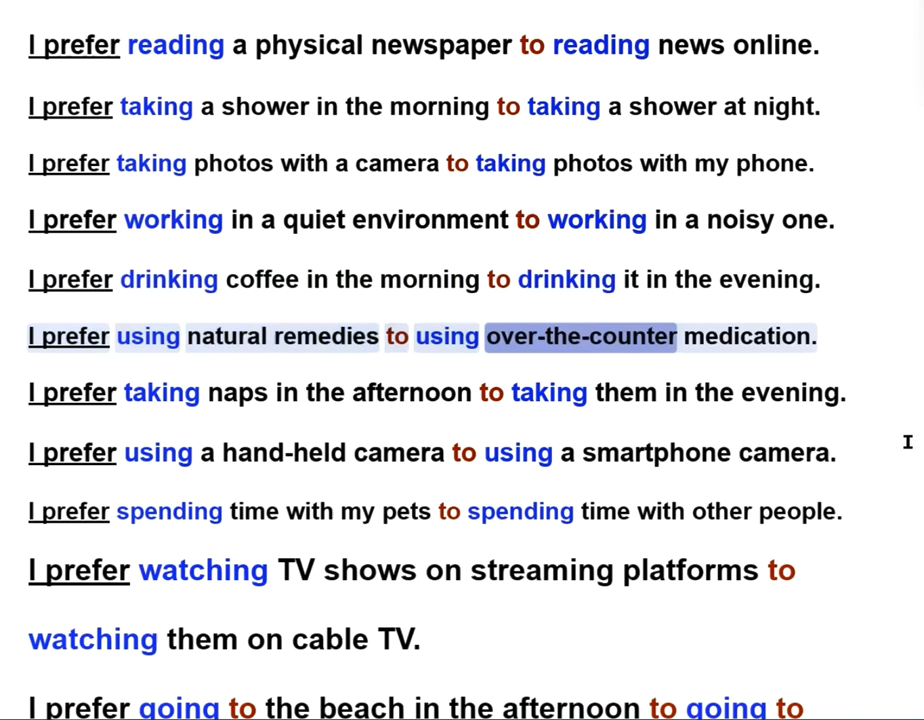 I prefer reading a physical newspaper to reading news online.
I prefer taking a shower in the morning to taking a shower at night.
I prefer taking photos with a camera to taking photos with my phone.
I prefer working in a quiet environment to working in a noisy one.
I prefer drinking coffee in the morning to drinking it in the evening.
I prefer using natural remedies to using over-the-counter medication.
I prefer taking naps in the afternoon to taking them in the evening.
I prefer using a hand-held camera to using a smartphone camera.
I prefer spending time with my pets to spending time with other people.
I prefer watching TV shows on streaming platforms to
watching them on cable TV.
I prefer going to the beach in the afternoon to going to